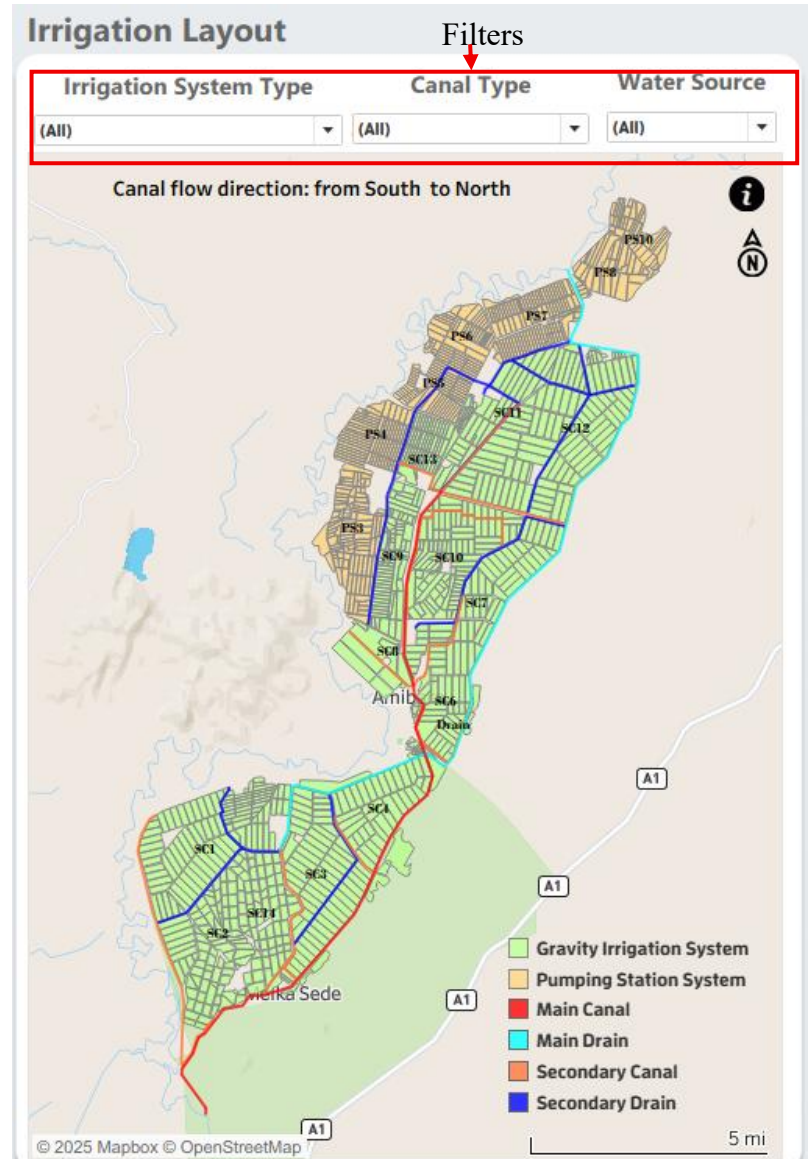 Irrigation Layout
Filters
Irrigation System Type
Canal Type
Water Source
(All)
(All)
(All)
Canal flow direction: from South to North
i
N
PS10
PS8
PS7
PS6
PS5
SC11
SC12
PS4
SC13
PS3
SC9
SC10
SC7
SC8
Amib
SC6
Drain
A1
SC4
SC1
SC3
A1
SC14
SC2
Melka Sede
A1
Gravity Irrigation System
Pumping Station System
Main Canal
Main Drain
Secondary Canal
Secondary Drain
A1
5 mi
© 2025 Mapbox © OpenStreetMap